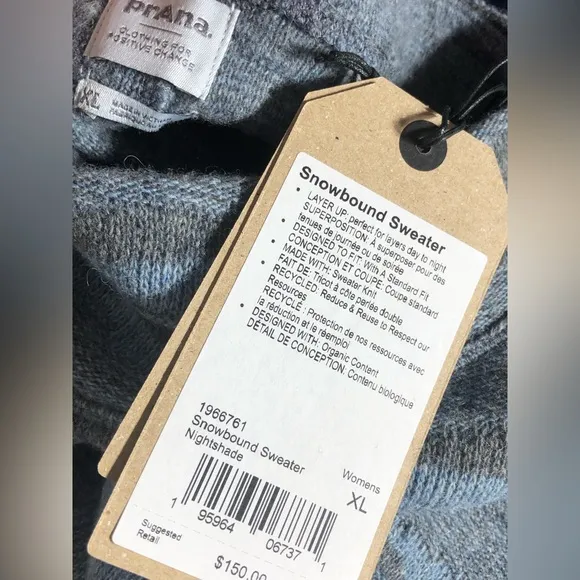 prAna.
CLOTHING FOR
POSITIVE CHANGE
XL
Snowbound Sweater
• LAYER UP: perfect for layers day to night
SUPERPOSITION: À superposer pour des
tenues de journée ou de soirée
• DESIGNED TO FIT: With A Standard Fit
CONCEPTION ET COUPE: Coupe standard
• MADE WITH: Sweater Knit
FAIT DE: Tricot à côte perlée double
• RECYCLED: Reduce & Reuse to Respect our
Resources
RECYCLÉ : Protection de nos ressources avec
la réduction et le réemploi
• DESIGNED WITH: Organic Content
DÉTAIL DE CONCEPTION: Contenu biologique
1966761
Snowbound Sweater
Nightshade
Womens
XL
1 95964 06737 1
Suggested
Retail
$150.00